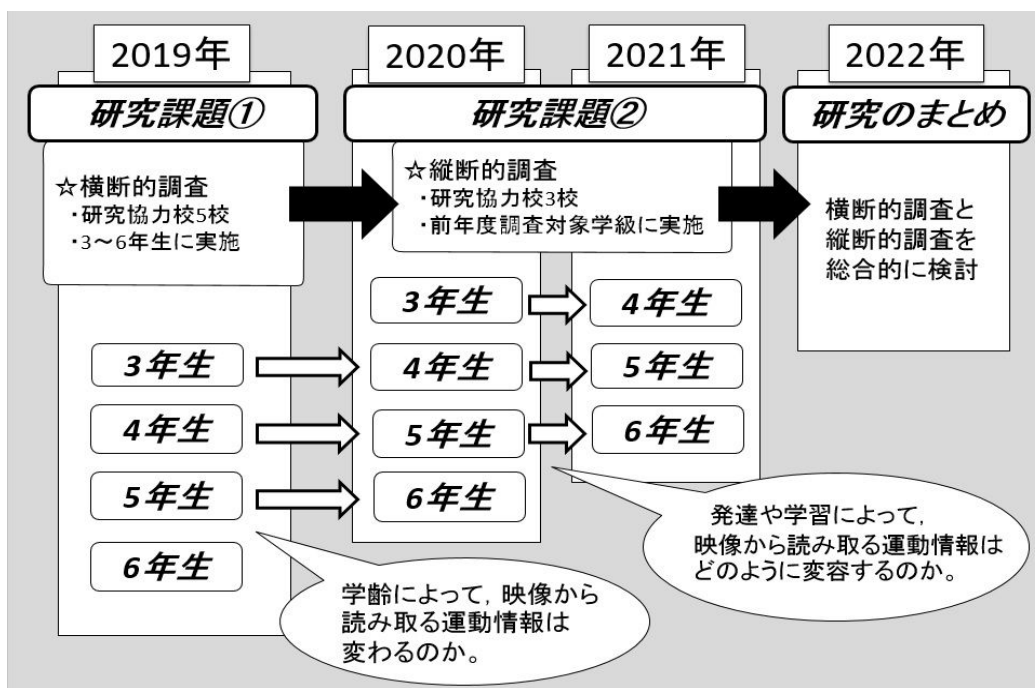 2019年
2020年
2021年
2022年
研究課題①
研究課題②
研究のまとめ
☆横断的調査
・研究協力校5校
・3～6年生に実施
☆縦断的調査
・研究協力校3校
・前年度調査対象学級に実施
横断的調査と
縦断的調査を
総合的に検討
3年生
4年生
3年生
4年生
5年生
4年生
5年生
6年生
5年生
6年生
6年生
学齢によって，映像から
読み取る運動情報は
変わるのか。
発達や学習によって，
映像から読み取る運動情報は
どのように変容するのか。